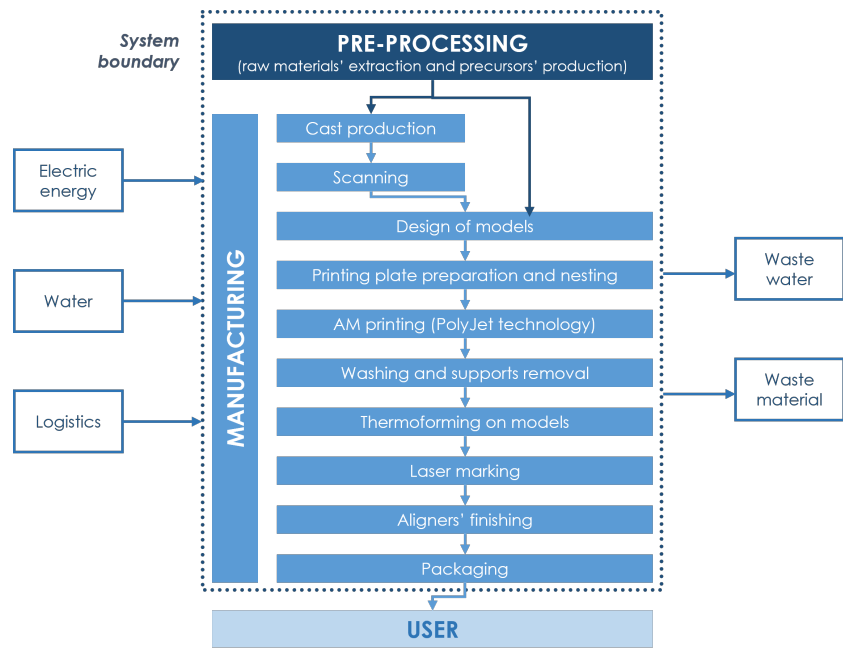 System
boundary
PRE-PROCESSING
(raw materials’ extraction and precursors’ production)
Cast production
Scanning
Design of models
Printing plate preparation and nesting
AM printing (PolyJet technology)
Washing and supports removal
Thermoforming on models
Laser marking
Aligners’ finishing
Packaging
MANUFACTURING
Electric
energy
Water
Logistics
Waste
water
Waste
material
USER